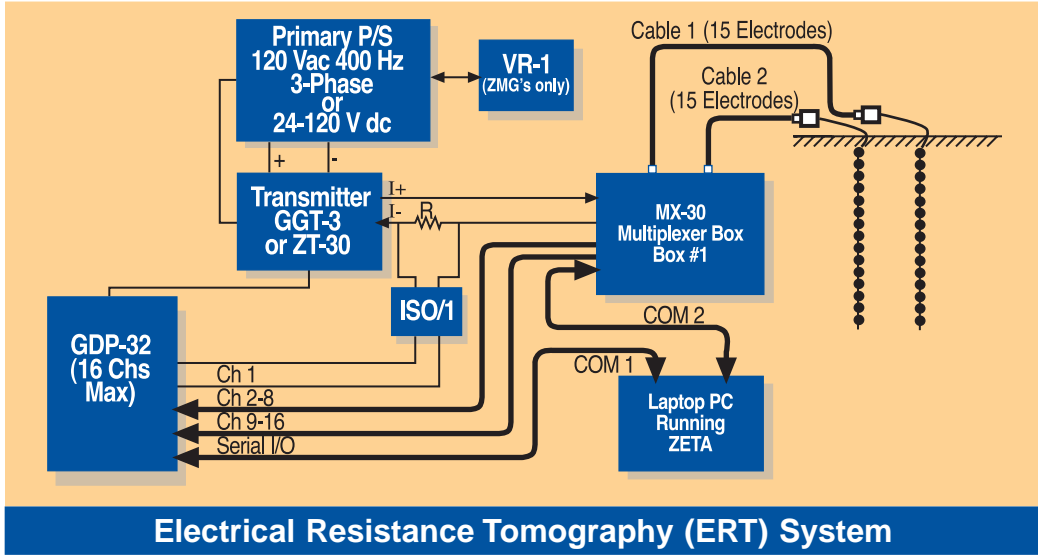 Primary P/S
120 Vac 400 Hz
3-Phase
or
24-120 V dc
VR-1
(ZMG's only)
Cable 1 (15 Electrodes)
Cable 2
(15 Electrodes)
+
-
Transmitter
GGT-3
or ZT-30
I+
I-
R
MX-30
Multiplexer Box
Box #1
ISO/1
GDP-32
(16 Chs
Max)
Ch 1
Ch 2-8
Ch 9-16
Serial I/O
COM 2
COM 1
Laptop PC
Running
ZETA
Electrical Resistance Tomography (ERT) System